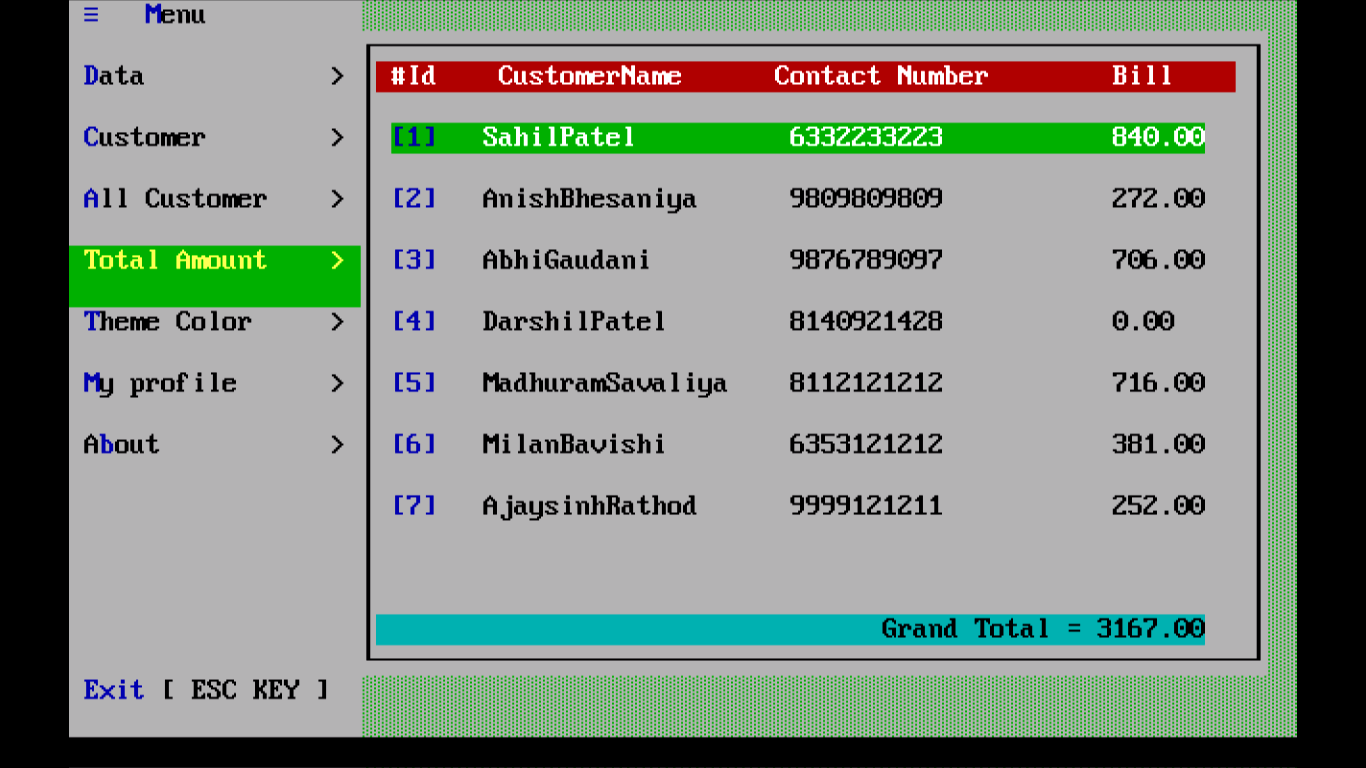 ≡ Menu
Data >
Customer >
All Customer >
Total Amount >
Theme Color >
My profile >
About >
Exit [ ESC KEY ]
#Id CustomerName Contact Number Bill
[1] SahilPatel 6332233223 840.00
[2] AnishBhesaniya 9809809809 272.00
[3] AbhiGaudani 9876789097 706.00
[4] DarshilPatel 8140921428 0.00
[5] MadhuramSavaliya 8112121212 716.00
[6] MilanBavishi 6353121212 381.00
[7] AjaysinhRathod 9999121211 252.00
Grand Total = 3167.00